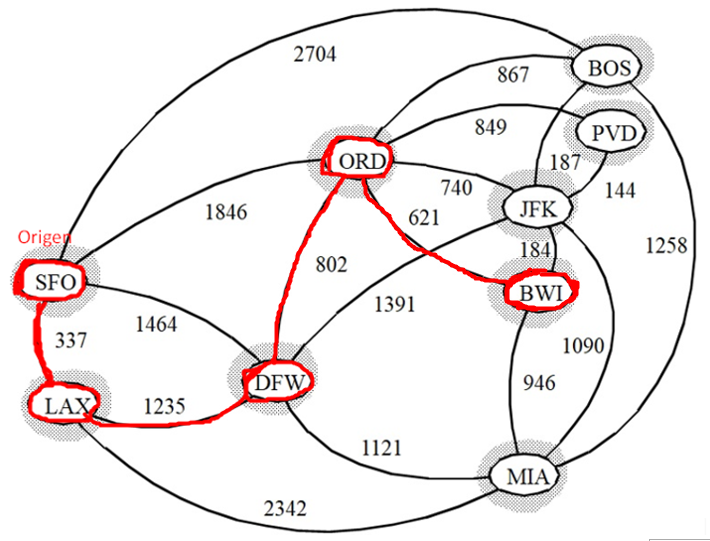 2704
BOS
867
849
PVD
ORD
187
144
740
JFK
1846
621
Origen
184
1258
802
SFO
BWI
1391
337
1464
1090
DFW
946
LAX
1235
1121
MIA
2342